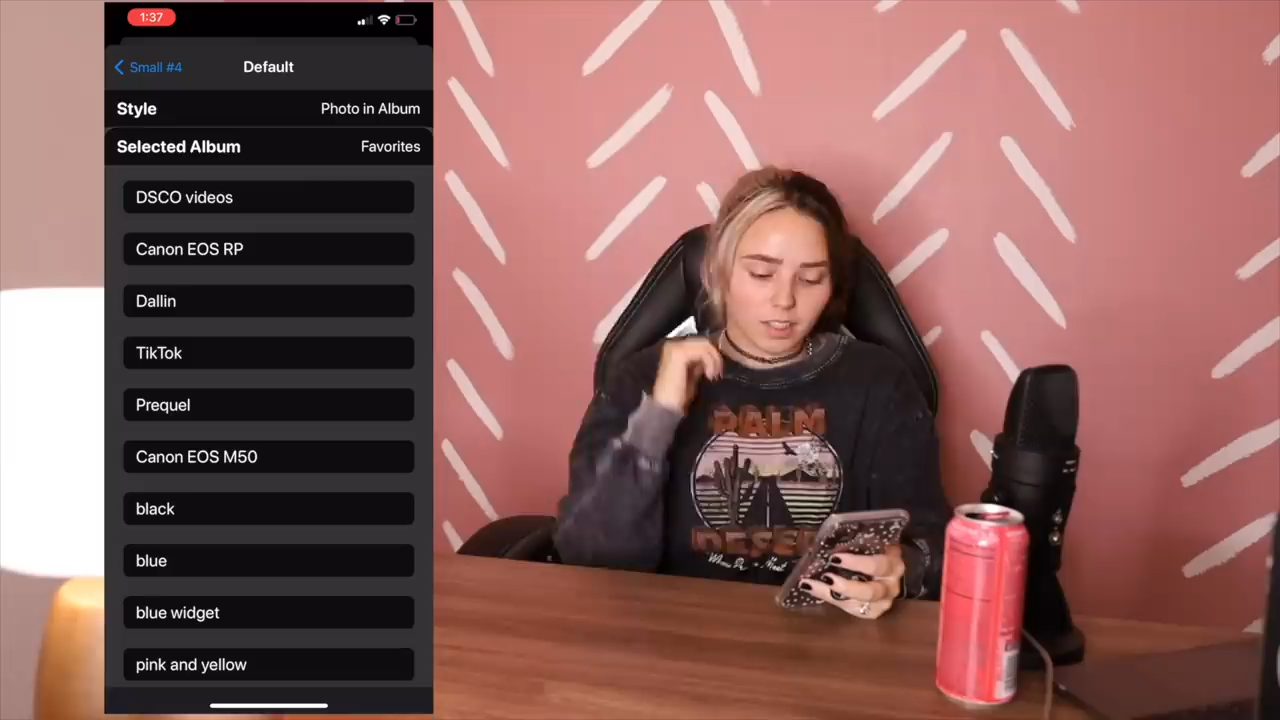 1:37
Small #4
Default
Style
Photo in Album
Selected Album
Favorites
DSCO videos
Canon EOS RP
Dallin
TikTok
Prequel
Canon EOS M50
black
blue
blue widget
pink and yellow
PALM
DESERT